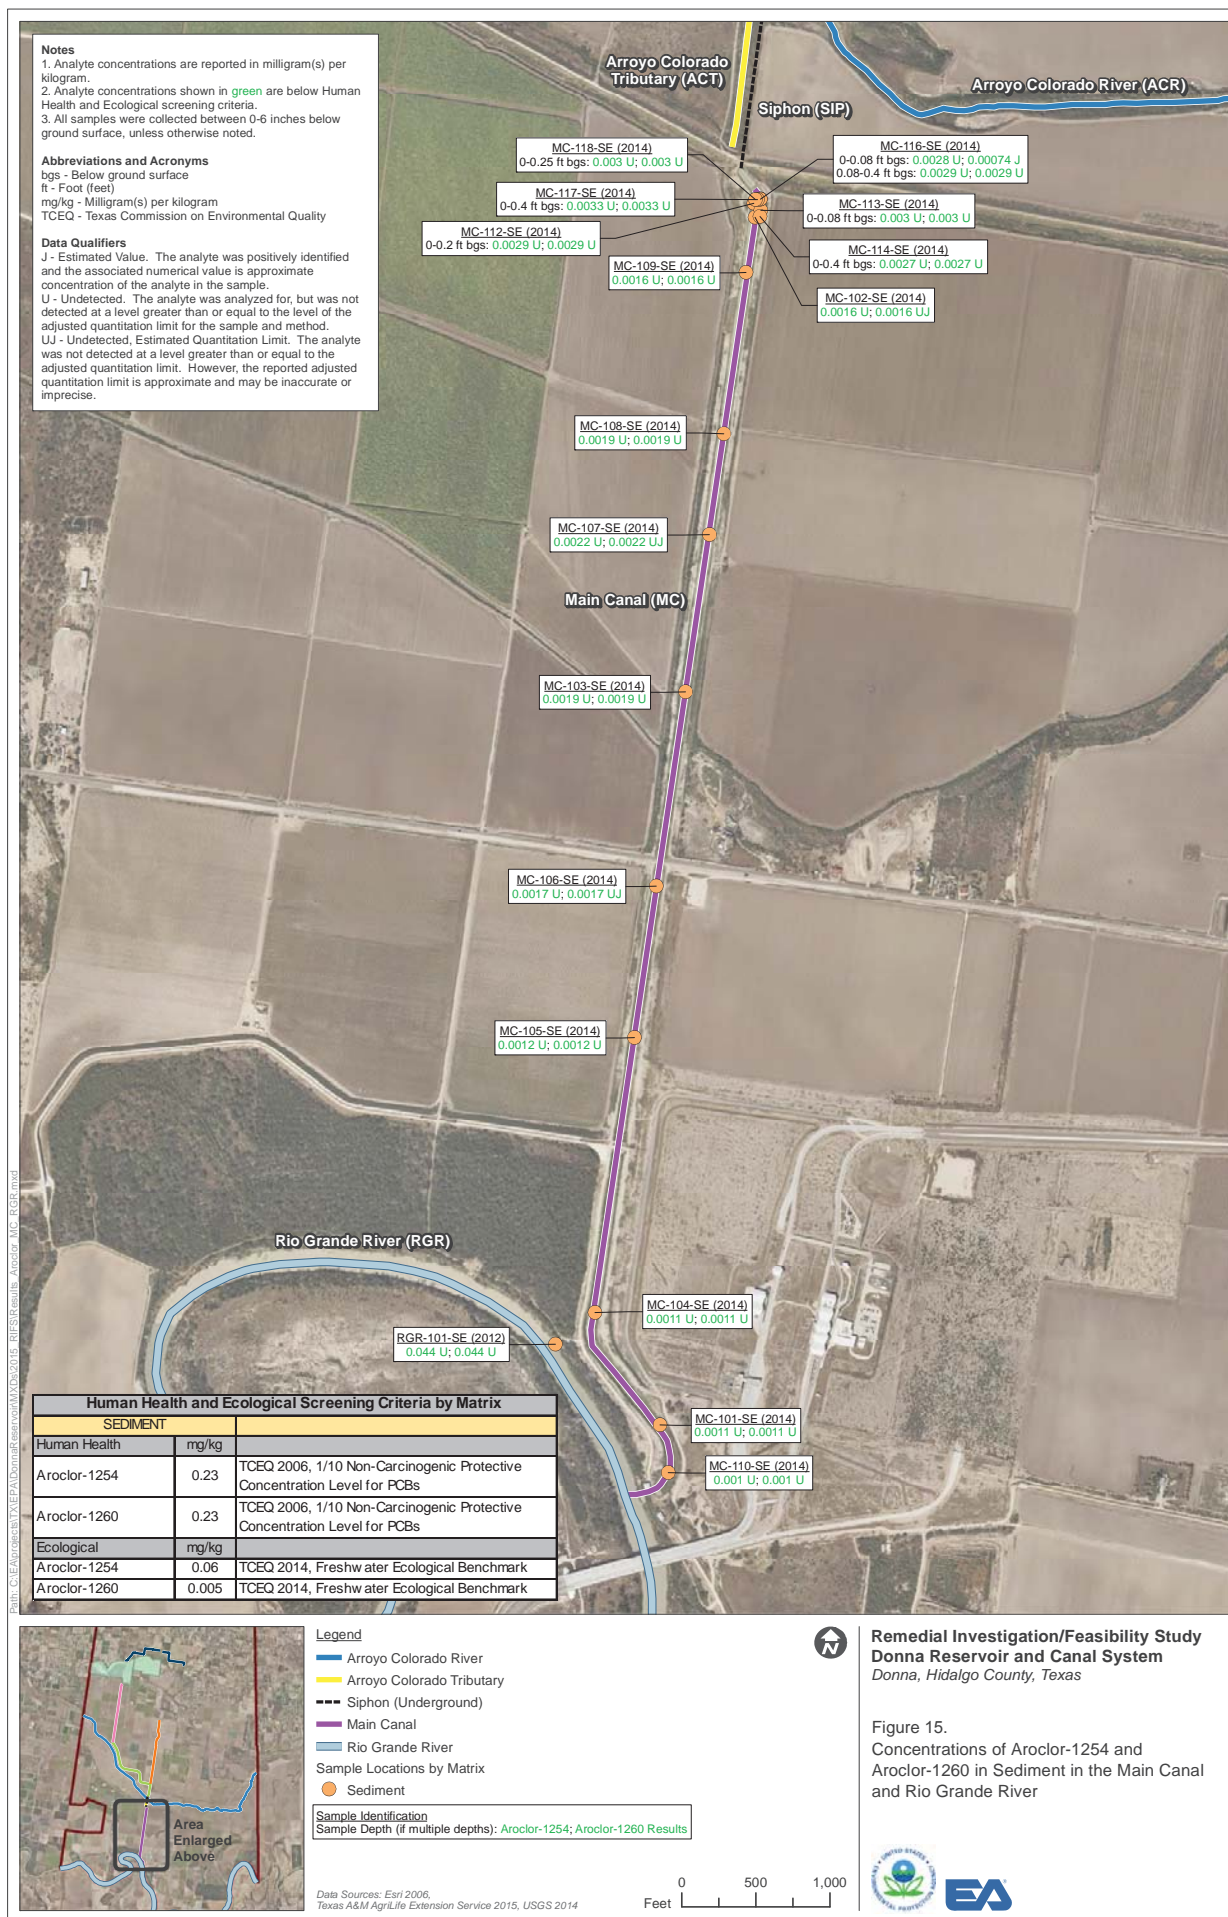 Notes
1. Analyte concentrations are reported in milligram(s) per
kilogram.
2. Analyte concentrations shown in green are below Human
Health and Ecological screening criteria.
3. All samples were collected between 0-6 inches below
ground surface, unless otherwise noted.
Abbreviations and Acronyms
bgs - Below ground surface
ft - Foot (feet)
mg/kg - Milligram(s) per kilogram
TCEQ - Texas Commission on Environmental Quality
Data Qualifiers
J - Estimated Value. The analyte was positively identified
and the associated numerical value is approximate
concentration of the analyte in the sample.
U - Undetected. The analyte was analyzed for, but was not
detected at a level greater than or equal to the level of the
adjusted quantitation limit for the sample and method.
UJ - Undetected, Estimated Quantitation Limit. The analyte
was not detected at a level greater than or equal to the
adjusted quantitation limit. However, the reported adjusted
quantitation limit is approximate and may be inaccurate or
imprecise.
Arroyo Colorado
Tributary (ACT)
Arroyo Colorado River (ACR)
Siphon (SIP)
MC-118-SE (2014)
0-0.25 ft bgs: 0.003 U; 0.003 U
MC-116-SE (2014)
0-0.08 ft bgs: 0.0028 U; 0.00074 J
0.08-0.4 ft bgs: 0.0029 U; 0.0029 U
MC-117-SE (2014)
0-0.4 ft bgs: 0.0033 U; 0.0033 U
MC-113-SE (2014)
0-0.08 ft bgs: 0.003 U; 0.003 U
MC-112-SE (2014)
0-0.2 ft bgs: 0.0029 U; 0.0029 U
MC-114-SE (2014)
0-0.4 ft bgs: 0.0027 U; 0.0027 U
MC-109-SE (2014)
0.0016 U; 0.0016 U
MC-102-SE (2014)
0.0016 U; 0.0016 UJ
MC-108-SE (2014)
0.0019 U; 0.0019 U
MC-107-SE (2014)
0.0022 U; 0.0022 UJ
Main Canal (MC)
MC-103-SE (2014)
0.0019 U; 0.0019 U
MC-106-SE (2014)
0.0017 U; 0.0017 UJ
MC-105-SE (2014)
0.0012 U; 0.0012 U
Rio Grande River (RGR)
MC-104-SE (2014)
0.0011 U; 0.0011 U
RGR-101-SE (2012)
0.044 U; 0.044 U
MC-101-SE (2014)
0.0011 U; 0.0011 U
MC-110-SE (2014)
0.001 U; 0.001 U
Human Health and Ecological Screening Criteria by Matrix
SEDIMENT
Human Health mg/kg
Aroclor-1254 0.23 TCEQ 2006, 1/10 Non-Carcinogenic Protective
Concentration Level for PCBs
Aroclor-1260 0.23 TCEQ 2006, 1/10 Non-Carcinogenic Protective
Concentration Level for PCBs
Ecological mg/kg
Aroclor-1254 0.06 TCEQ 2014, Freshwater Ecological Benchmark
Aroclor-1260 0.005 TCEQ 2014, Freshwater Ecological Benchmark
Path: C:\EA\projects\TX\EPA\DonnaReservoir\MXDs\2015_RIFS\Results_Aroclor_MC_RGR.mxd
Area
Enlarged
Above
Legend
Arroyo Colorado River
Arroyo Colorado Tributary
Siphon (Underground)
Main Canal
Rio Grande River
Sample Locations by Matrix
Sediment
Sample Identification
Sample Depth (if multiple depths): Aroclor-1254; Aroclor-1260 Results
Data Sources: Esri 2006,
Texas A&M AgriLife Extension Service 2015, USGS 2014
N
0 500 1,000
Feet
Remedial Investigation/Feasibility Study
Donna Reservoir and Canal System
Donna, Hidalgo County, Texas
Figure 15.
Concentrations of Aroclor-1254 and
Aroclor-1260 in Sediment in the Main Canal
and Rio Grande River
EA